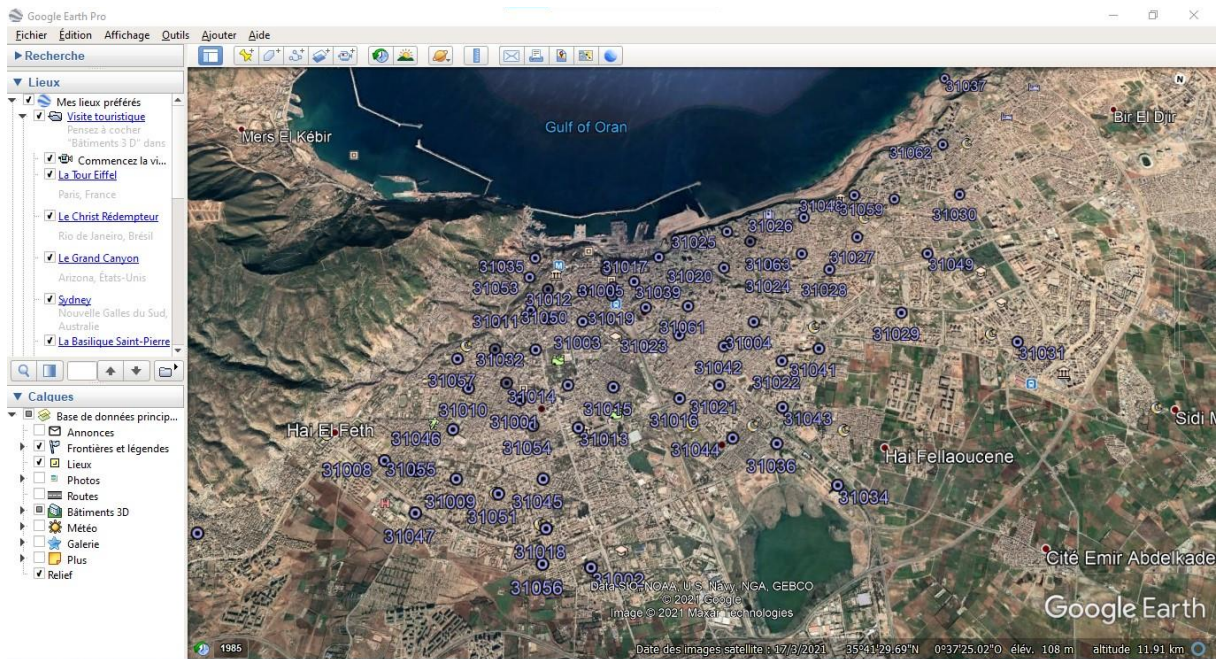 Google Earth Pro
Fichier Édition Affichage Outils Ajouter Aide
Recherche
Lieux
Mes lieux préférés
Visite touristique
Pensez à cocher
"Bâtiments 3 D" dans
Commencez la vi...
La Tour Eiffel
Paris, France
Le Christ Rédempteur
Rio de Janeiro, Brésil
Le Grand Canyon
Arizona, États-Unis
Sydney
Nouvelle Galles du Sud,
Australie
La Basilique Saint-Pierre
Calques
Base de données princip...
Annonces
Frontières et légendes
Lieux
Photos
Routes
Bâtiments 3D
Météo
Galerie
Plus
Relief
31037
N
Bir El Djir
Gulf of Oran
Mers El Kébir
31062
31048
31059
31030
31026
31025
31027
31049
31035
31017
31020
31063
31053
31012
31005
31039
31024
31028
31011
31050
31019
31061
31029
31003
31023
31004
31031
31032
31042
31041
31057
31022
31014
31010
31001
31015
31016
31021
31043
Sidi M
Hai El Feth
31046
31054
31013
31044
31036
Hai Fellaoucene
31008
31055
31009
31045
31034
31051
31047
31018
31056
31002
Cité Emir Abdelkade
Data SIO, NOAA, U.S. Navy, NGA, GEBCO
© 2021 Google
Image © 2021 Maxar Technologies
Google Earth
1985
Date des images satellite : 17/3/2021 35°41'29.69"N 0°37'25.02"O élév. 108 m altitude 11.91 km